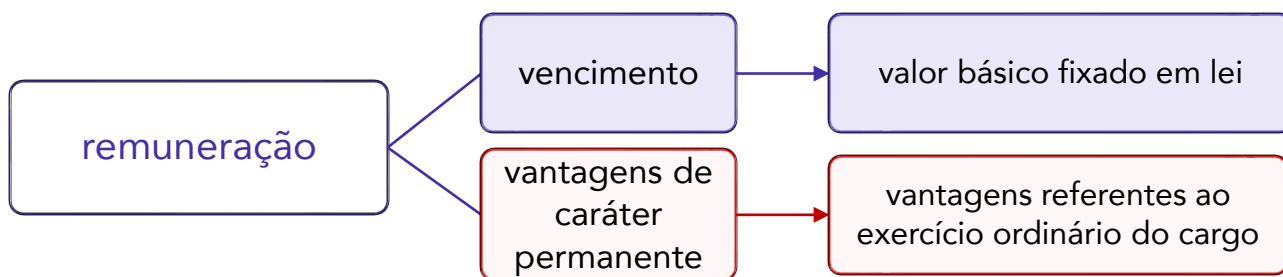 remuneração
vencimento
valor básico fixado em lei
vantagens de
caráter
permanente
vantagens referentes ao
exercício ordinário do cargo